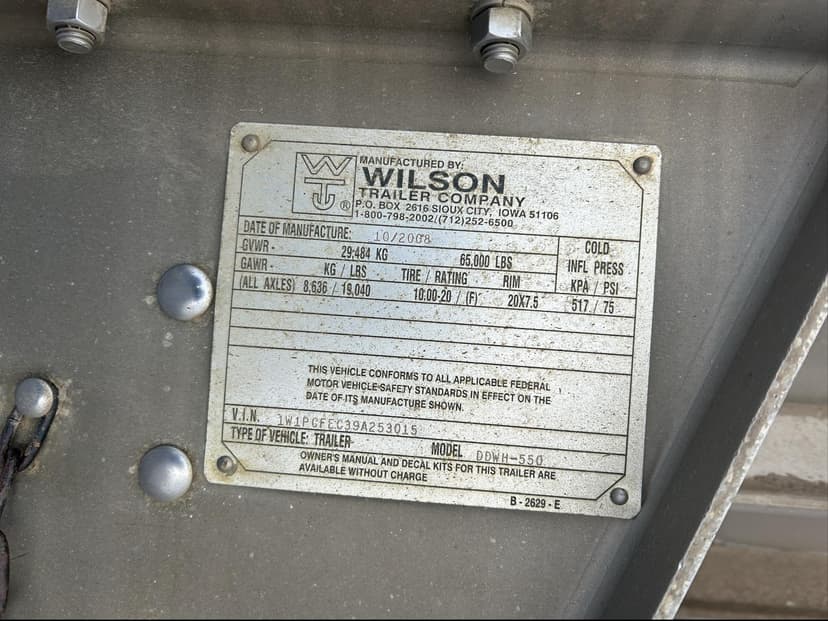 MANUFACTURED BY:
WILSON
TRAILER COMPANY
P.O. BOX 2616 SIOUX CITY, IOWA 51106
1-800-798-2002/(712)252-6500
DATE OF MANUFACTURE: 10/2008
GVWR - 29,484 KG 65,000 LBS COLD
GAWR - KG / LBS TIRE / RATING RIM INFL PRESS
KPA / PSI
(ALL AXLES) 8,636 / 19,040 10:00-20 / (F) 20X7.5 517 / 75
THIS VEHICLE CONFORMS TO ALL APPLICABLE FEDERAL
MOTOR VEHICLE SAFETY STANDARDS IN EFFECT ON THE
DATE OF ITS MANUFACTURE SHOWN.
V.I.N. 1W1PCFEC39A253015
TYPE OF VEHICLE: TRAILER MODEL DDWH-550
OWNER'S MANUAL AND DECAL KITS FOR THIS TRAILER ARE
AVAILABLE WITHOUT CHARGE
B - 2629 - E